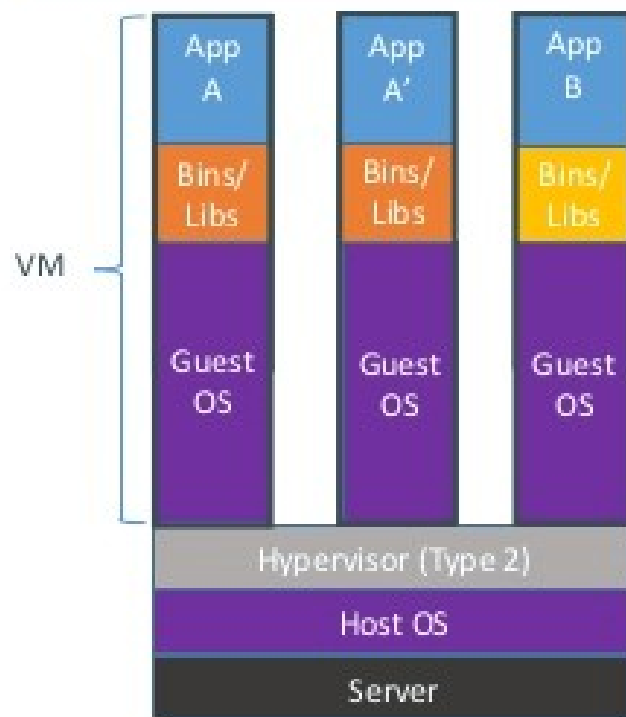 App
A
App
A’
App
B
Bins/
Libs
Bins/
Libs
Bins/
Libs
VM
Guest
OS
Guest
OS
Guest
OS
Hypervisor (Type 2)
Host OS
Server